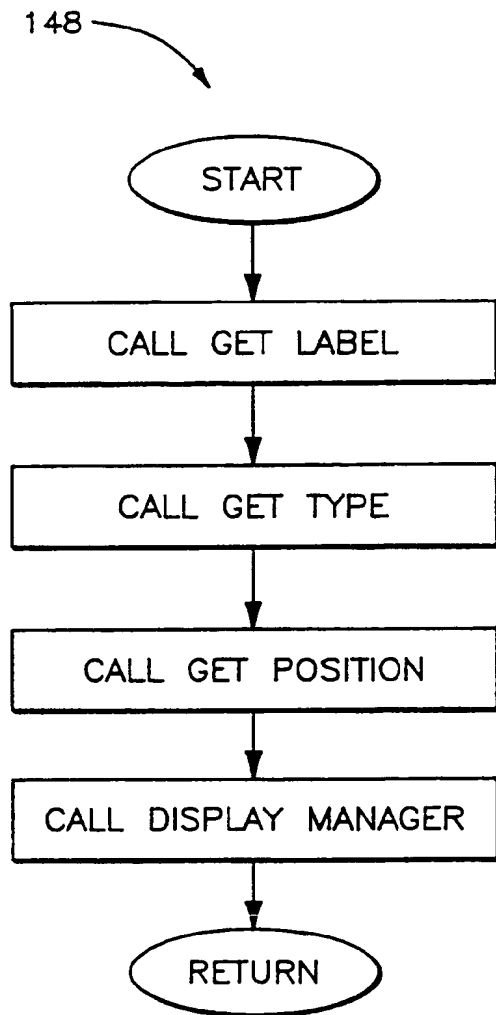 148
START
CALL GET LABEL
CALL GET TYPE
CALL GET POSITION
CALL DISPLAY MANAGER
RETURN